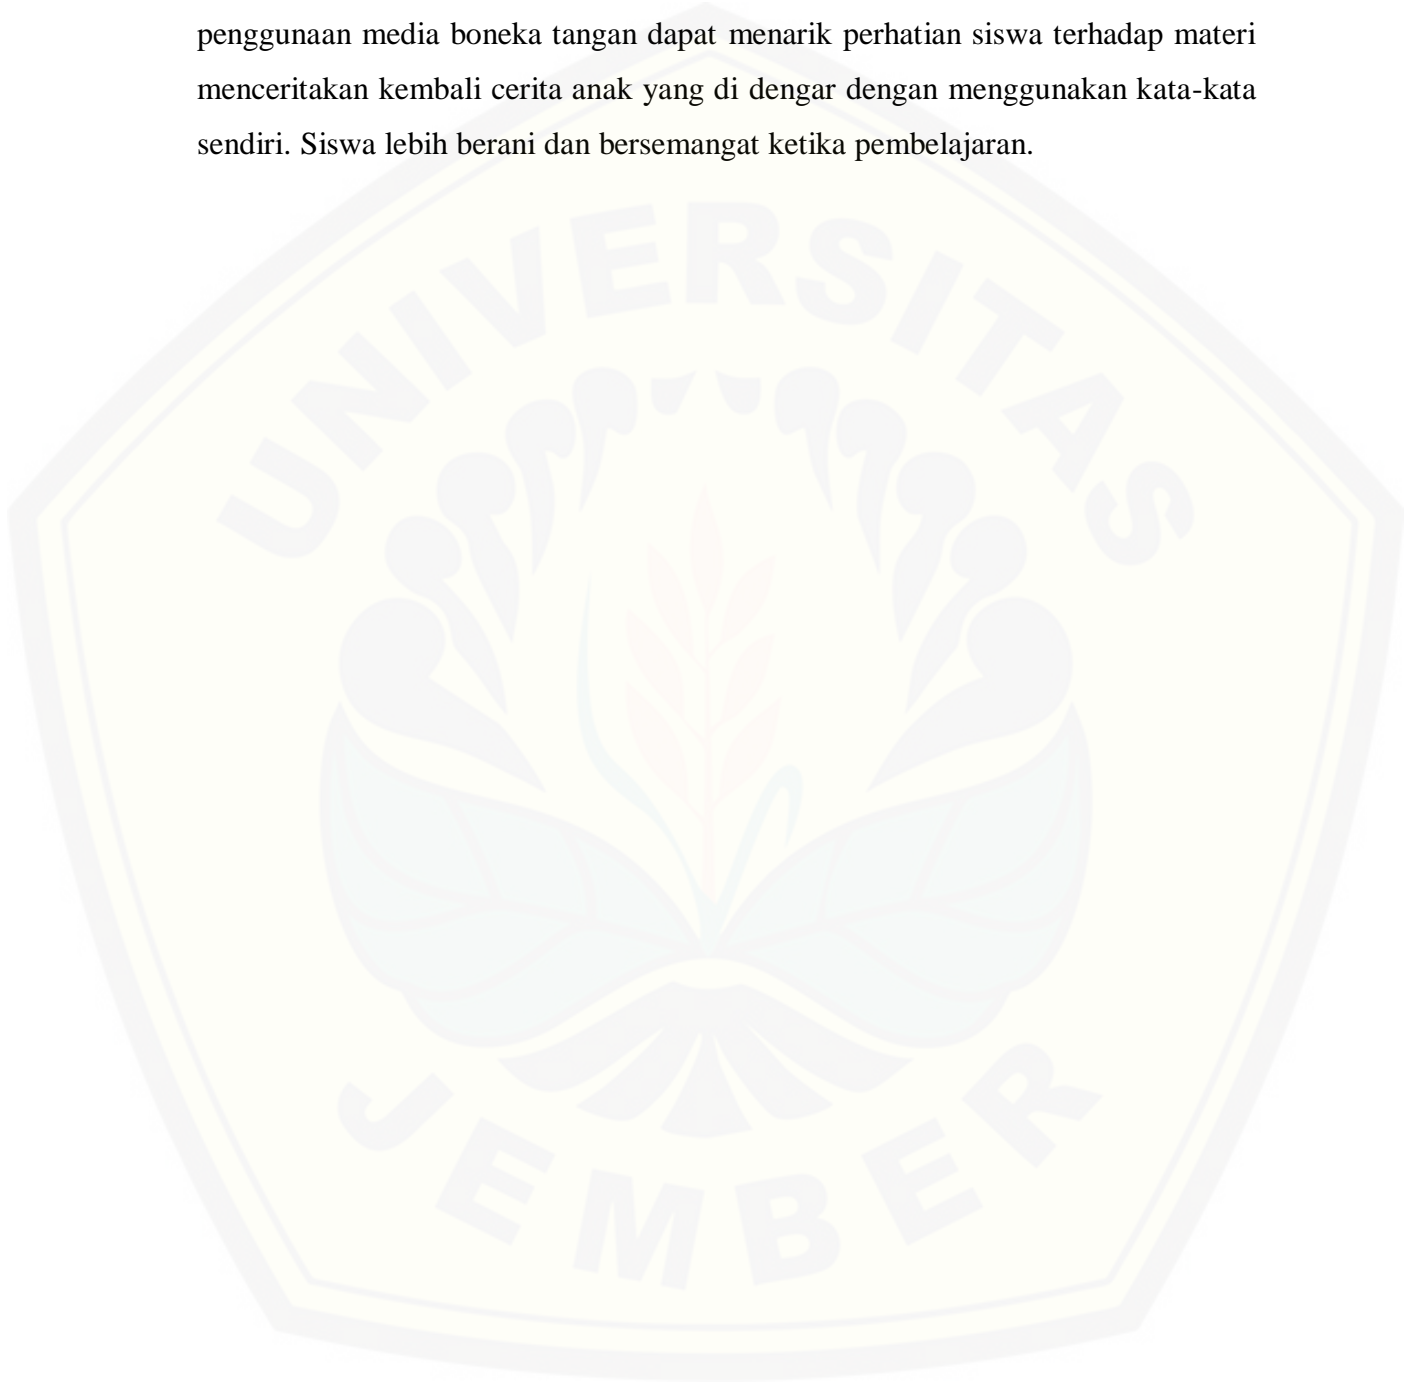 penggunaan media boneka tangan dapat menarik perhatian siswa terhadap materi
menceritakan kembali cerita anak yang di dengar dengan menggunakan kata-kata
sendiri. Siswa lebih berani dan bersemangat ketika pembelajaran.
UNIVERSITAS
JEMBER